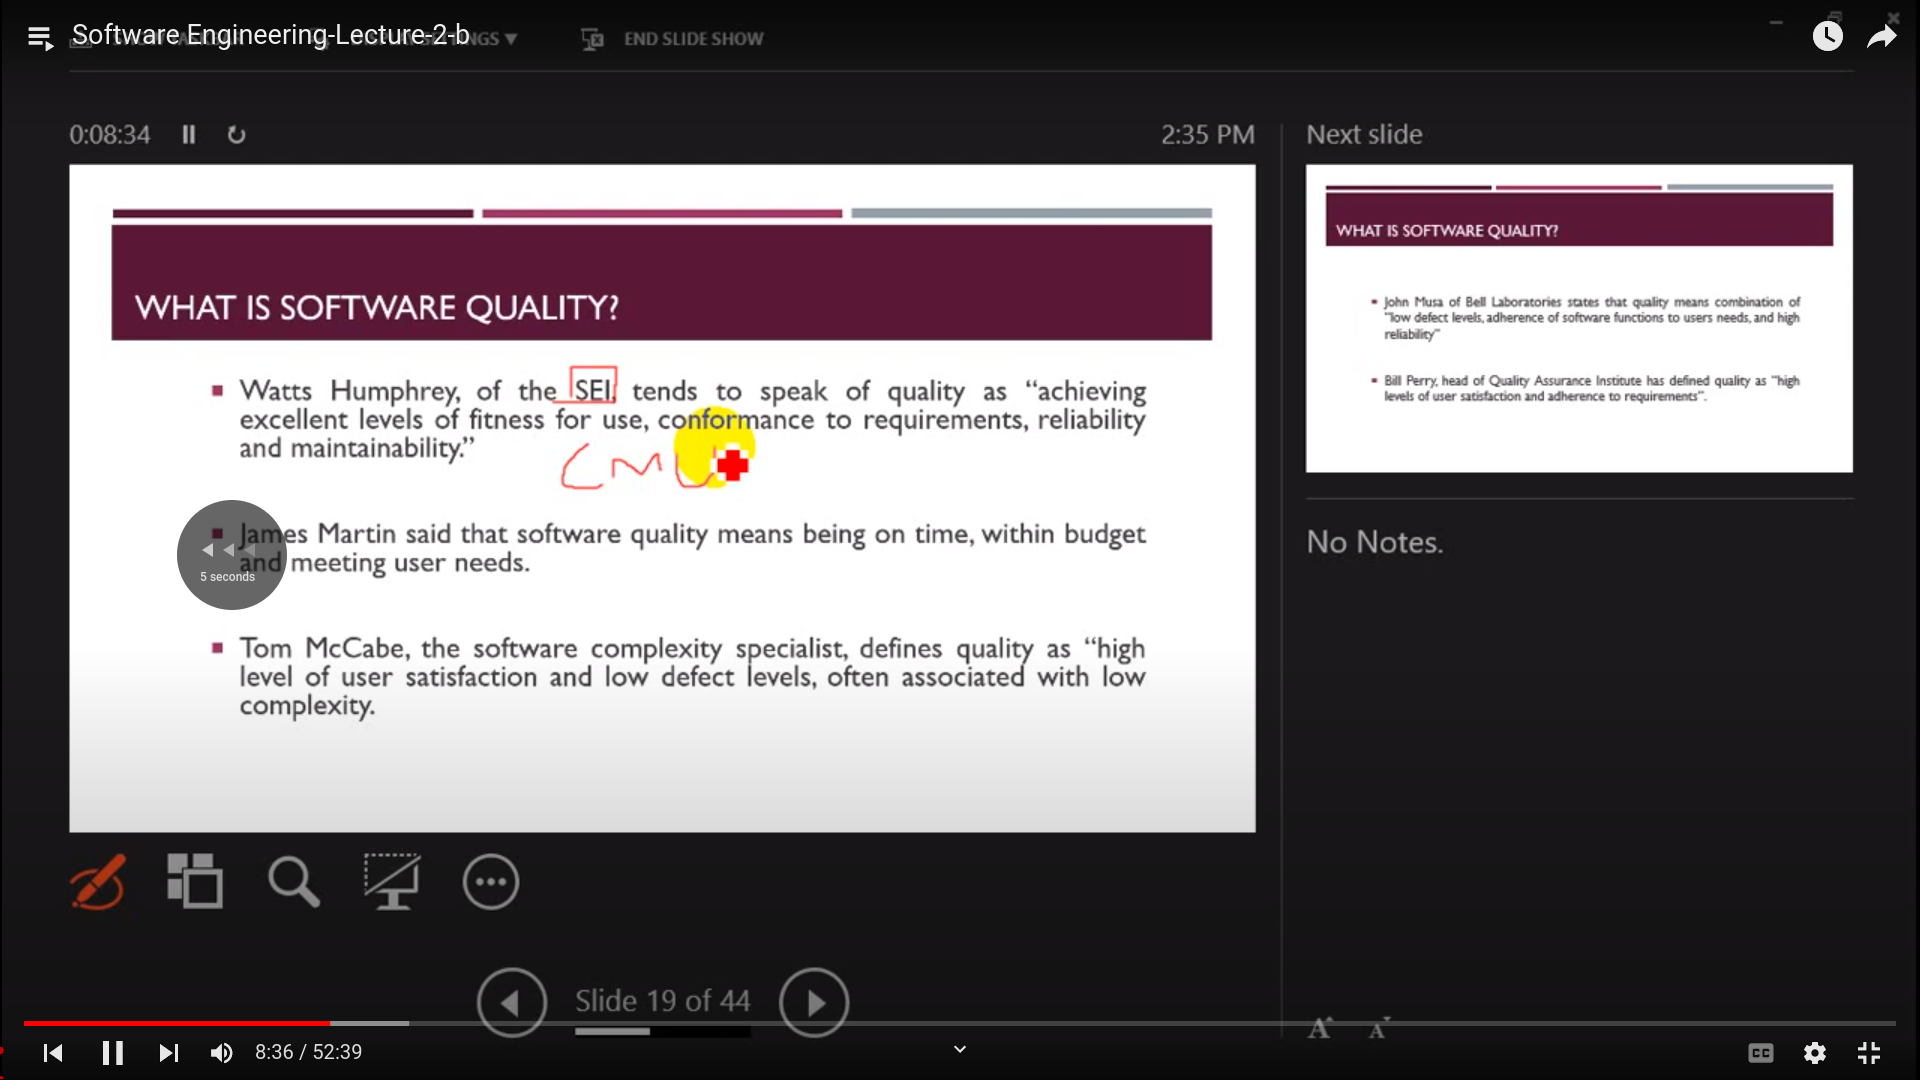 Software Engineering-Lecture-2-b
END SLIDE SHOW
0:08:34
2:35 PM
WHAT IS SOFTWARE QUALITY?
Watts Humphrey, of the SEI, tends to speak of quality as “achieving
excellent levels of fitness for use, conformance to requirements, reliability
and maintainability.”
CMU
James Martin said that software quality means being on time, within budget
and meeting user needs.
5 seconds
Tom McCabe, the software complexity specialist, defines quality as “high
level of user satisfaction and low defect levels, often associated with low
complexity.
Next slide
WHAT IS SOFTWARE QUALITY?
John Musa of Bell Laboratories states that quality means combination of
“low defect levels, adherence of software functions to users needs, and high
reliability”
Bill Perry, head of Quality Assurance Institute has defined quality as “high
levels of user satisfaction and adherence to requirements”.
No Notes.
Slide 19 of 44
A A
8:36 / 52:39
CC